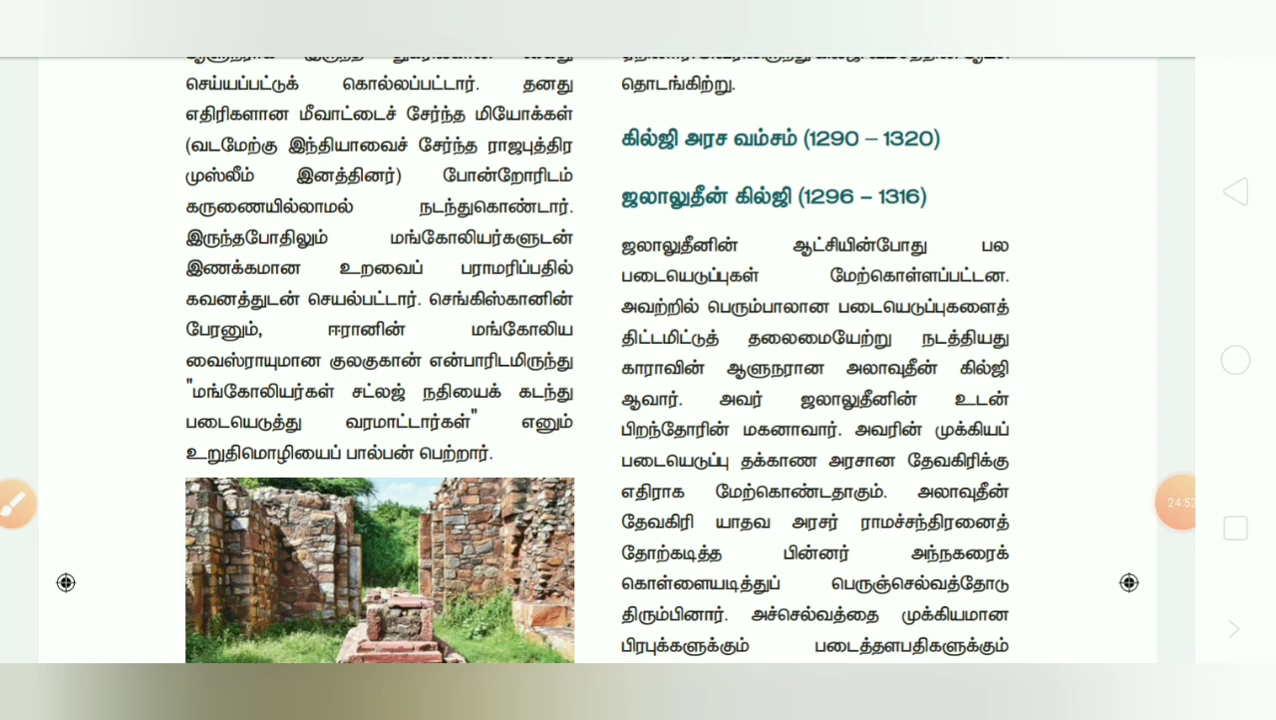 செய்யப்பட்டுக் கொல்லப்பட்டார். தனது
எதிரிகளான மீவாட்டைச் சேர்ந்த மியோக்கள்
(வடமேற்கு இந்தியாவைச் சேர்ந்த ராஜபுத்திர
முஸ்லீம் இனத்தினர்) போன்றோரிடம்
கருணையில்லாமல் நடந்துகொண்டார்.
இருந்தபோதிலும் மங்கோலியர்களுடன்
இணக்கமான உறவைப் பராமரிப்பதில்
கவனத்துடன் செயல்பட்டார். செங்கிஸ்கானின்
பேரனும், ஈரானின் மங்கோலிய
வைஸ்ராயுமான குலகுகான் என்பாரிடமிருந்து
"மங்கோலியர்கள் சட்லஜ் நதியைக் கடந்து
படையெடுத்து வரமாட்டார்கள்" எனும்
உறுதிமொழியைப் பால்பன் பெற்றார்.
தொடங்கிற்று.
கில்ஜி அரச வம்சம் (1290 – 1320)
ஜலாலுதீன் கில்ஜி (1296 – 1316)
ஜலாலுதீனின் ஆட்சியின்போது பல
படையெடுப்புகள் மேற்கொள்ளப்பட்டன.
அவற்றில் பெரும்பாலான படையெடுப்புகளைத்
திட்டமிட்டுத் தலைமையேற்று நடத்தியது
காராவின் ஆளுநரான அலாவுதீன் கில்ஜி
ஆவார். அவர் ஜலாலுதீனின் உடன்
பிறந்தோரின் மகனாவார். அவரின் முக்கியப்
படையெடுப்பு தக்காண அரசான தேவகிரிக்கு
எதிராக மேற்கொண்டதாகும். அலாவுதீன்
தேவகிரி யாதவ அரசர் ராமச்சந்திரனைத்
தோற்கடித்த பின்னர் அந்நகரைக்
கொள்ளையடித்துப் பெருஞ்செல்வத்தோடு
திரும்பினார். அச்செல்வத்தை முக்கியமான
பிரபுக்களுக்கும் படைத்தளபதிகளுக்கும்
24:52